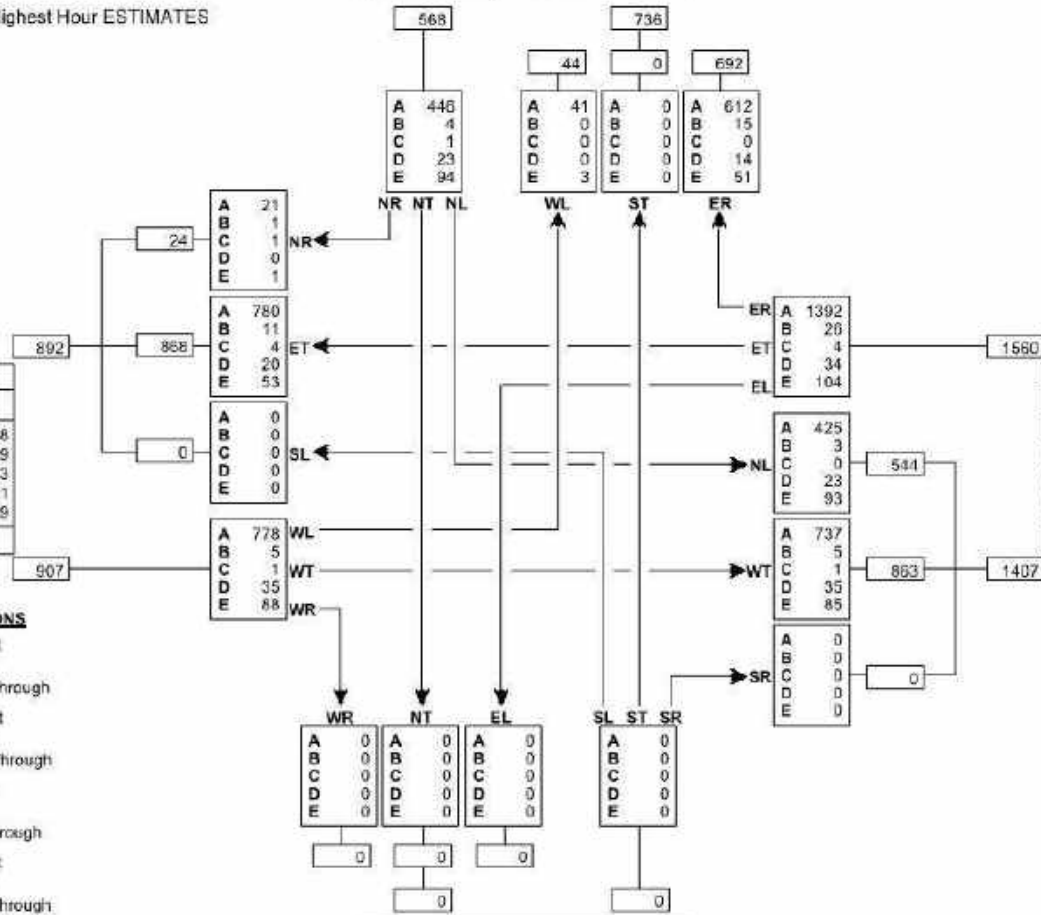 ighest Hour ESTIMATES
568
736
44
0
692
A 446
B 4
C 1
D 23
E 94
A 41
B 0
C 0
D 0
E 3
A 0
B 0
C 0
D 0
E 0
A 612
B 15
C 0
D 14
E 51
NR NT NL
WL
ST
ER
A 21
B 1
C 1
D 0
E 1
24
NR
A 780
B 11
C 4
D 20
E 53
892
868
ET
A 0
B 0
C 0
D 0
E 0
0
SL
ER
ET
EL
A 1392
B 26
C 4
D 34
E 104
1560
8
9
3
1
9
A 425
B 3
C 0
D 23
E 93
NL
544
A 778
B 5
C 1
D 35
E 88
WL
WT
WR
907
A 737
B 5
C 1
D 35
E 85
WT
863
1407
A 0
B 0
C 0
D 0
E 0
SR
0
ONS
hrough
hrough
rough
hrough
WR
NT
EL
SL ST SR
A 0
B 0
C 0
D 0
E 0
A 0
B 0
C 0
D 0
E 0
A 0
B 0
C 0
D 0
E 0
A 0
B 0
C 0
D 0
E 0
0
0
0
0
0